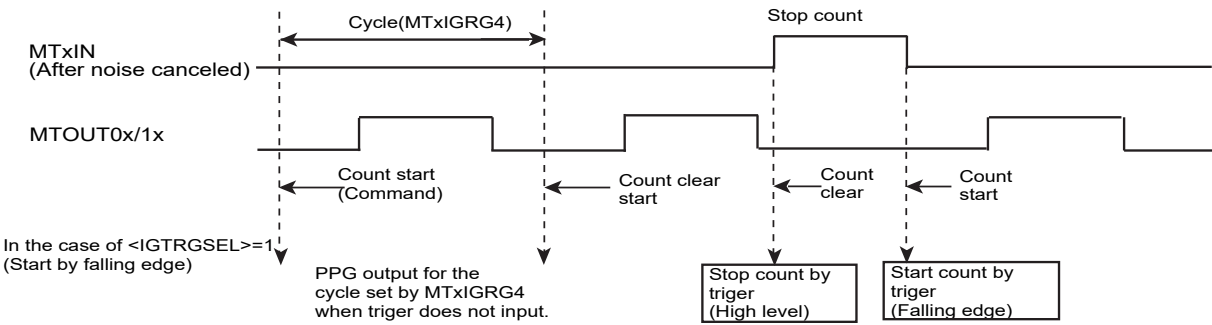 Cycle(MTxIGRG4)
Stop count
MTxIN
(After noise canceled)
MTOUT0x/1x
Count start
(Command)
Count clear
start
Count
clear
Count
start
In the case of <IGTRGSEL>=1
(Start by falling edge)
PPG output for the
cycle set by MTxIGRG4
when triger does not input.
Stop count by
triger
(High level)
Start count by
triger
(Falling edge)